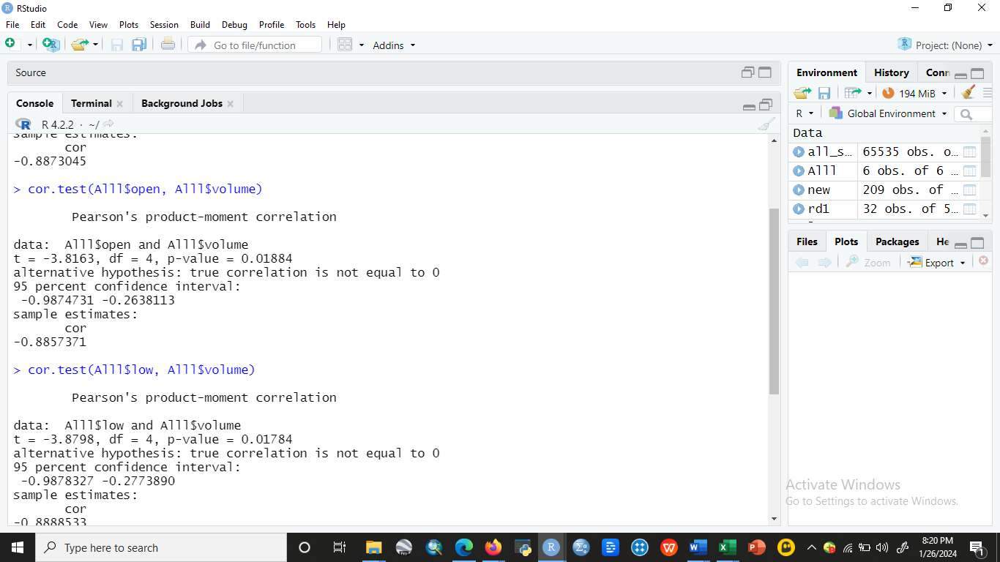 RStudio
File Edit Code View Plots Session Build Debug Profile Tools Help
Go to file/function Addins Project: (None)
Source
Console Terminal Background Jobs
R 4.2.2 · ~/
sample estimates:
cor
-0.8873045
> cor.test(Alll$open, Alll$volume)
Pearson's product-moment correlation
data: Alll$open and Alll$volume
t = -3.8163, df = 4, p-value = 0.01884
alternative hypothesis: true correlation is not equal to 0
95 percent confidence interval:
-0.9874731 -0.2638113
sample estimates:
cor
-0.8857371
> cor.test(Alll$low, Alll$volume)
Pearson's product-moment correlation
data: Alll$low and Alll$volume
t = -3.8798, df = 4, p-value = 0.01784
alternative hypothesis: true correlation is not equal to 0
95 percent confidence interval:
-0.9878327 -0.2773890
sample estimates:
cor
-0.8888533
Environment History Conn
194 MiB
R Global Environment
Data
all_s... 65535 obs. o...
Alll 6 obs. of 6 ...
new 209 obs. of ...
rd1 32 obs. of 5...
Files Plots Packages He
Zoom Export
Activate Windows
Go to Settings to activate Windows.
Type here to search
8:20 PM
1/26/2024
1